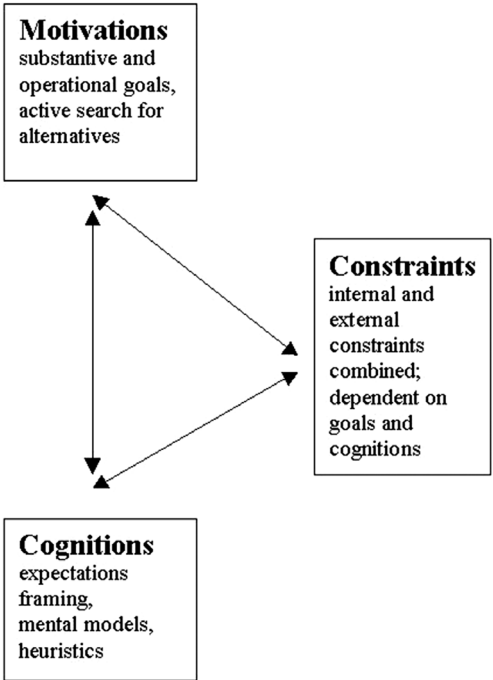 Motivations
substantive and
operational goals,
active search for
alternatives
Constraints
internal and
external
constraints
combined;
dependent on
goals and
cognitions
Cognitions
expectations
framing,
mental models,
heuristics